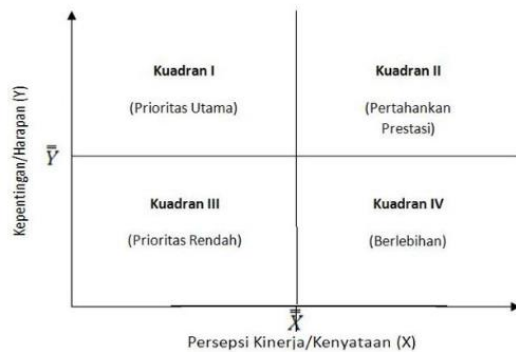 Kepentingan/Harapan (Y)
Kuadran I
(Prioritas Utama)
Kuadran II
(Pertahankan
Prestasi)
Y̿
Kuadran III
(Prioritas Rendah)
Kuadran IV
(Berlebihan)
X̿
Persepsi Kinerja/Kenyataan (X)